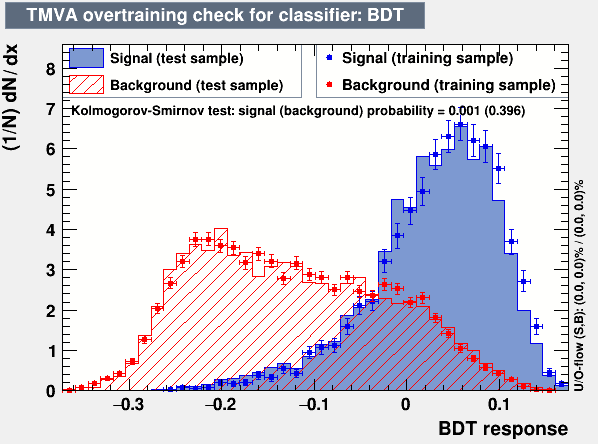 TMVA overtraining check for classifier: BDT
(1/N) dN / dx
Signal (test sample)
Background (test sample)
Signal (training sample)
Background (training sample)
Kolmogorov-Smirnov test: signal (background) probability = 0.001 (0.396)
8
7
6
5
4
3
2
1
0
−0.3
−0.2
−0.1
0
0.1
BDT response
U/O-flow (S,B): (0.0, 0.0)% / (0.0, 0.0)%